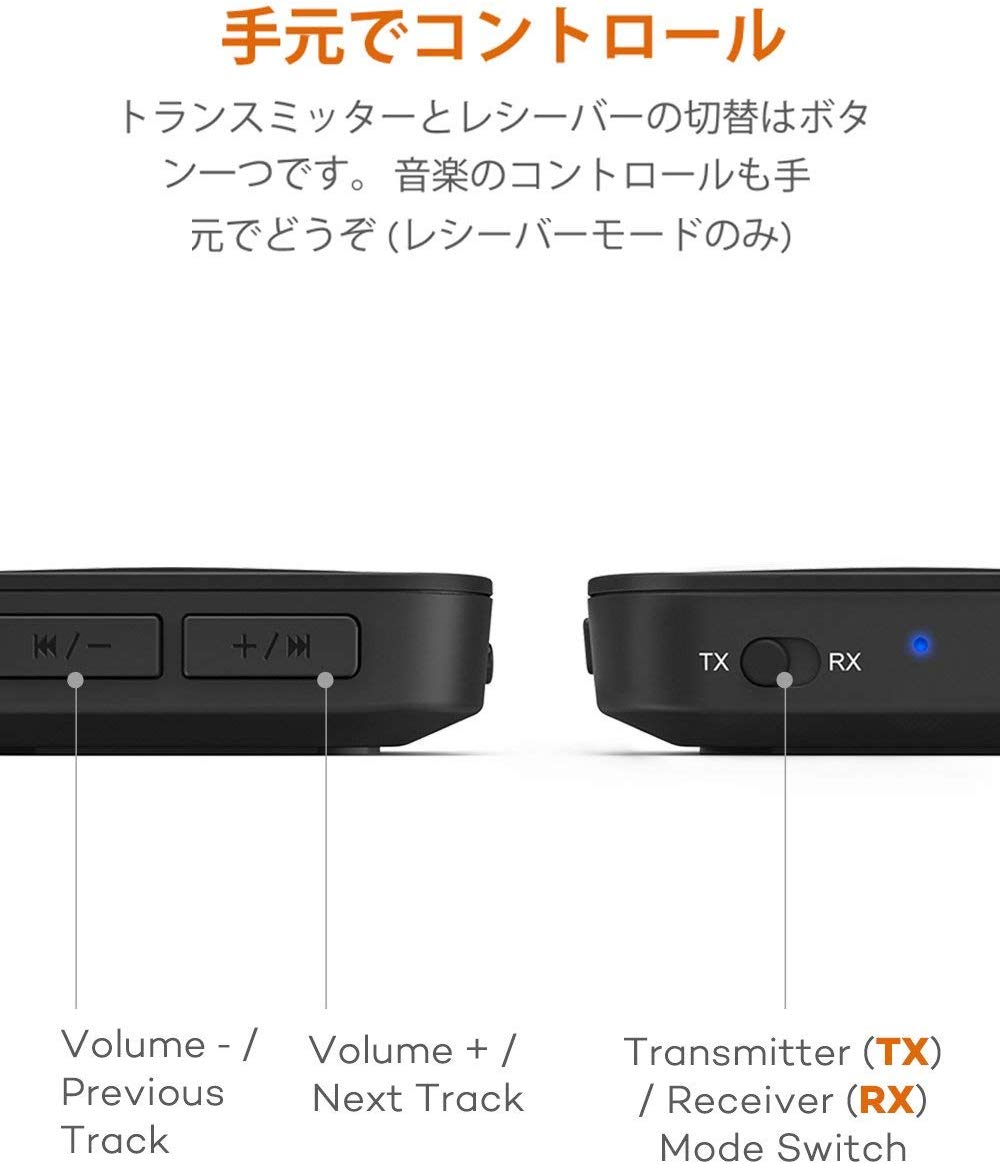 手元でコントロール
トランスミッターとレシーバーの切替はボタ
ン一つです。音楽のコントロールも手
元でどうぞ (レシーバーモードのみ)
⏮ / −
+ / ⏭
TX
RX
Volume - /
Previous
Track
Volume + /
Next Track
Transmitter (TX)
/ Receiver (RX)
Mode Switch